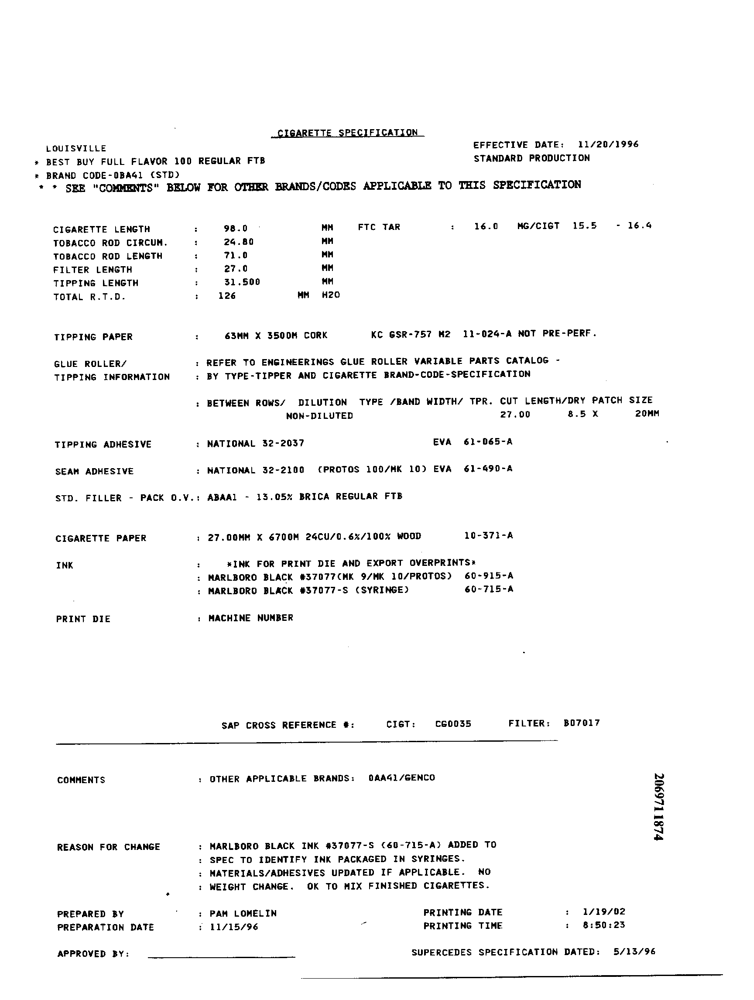 CIGARETTE SPECIFICATION
LOUISVILLE EFFECTIVE DATE: 11/20/1996
* BEST BUY FULL FLAVOR 100 REGULAR FTB STANDARD PRODUCTION
* BRAND CODE-0BA41 (STD)
* * SEE "COMMENTS" BELOW FOR OTHER BRANDS/CODES APPLICABLE TO THIS SPECIFICATION
CIGARETTE LENGTH : 98.0 MM FTC TAR : 16.0 MG/CIGT 15.5 - 16.4
TOBACCO ROD CIRCUM. : 24.80 MM
TOBACCO ROD LENGTH : 71.0 MM
FILTER LENGTH : 27.0 MM
TIPPING LENGTH : 31.500 MM
TOTAL R.T.D. : 126 MM H2O
TIPPING PAPER : 63MM X 3500M CORK KC GSR-757 M2 11-024-A NOT PRE-PERF.
GLUE ROLLER/ : REFER TO ENGINEERINGS GLUE ROLLER VARIABLE PARTS CATALOG -
TIPPING INFORMATION : BY TYPE-TIPPER AND CIGARETTE BRAND-CODE-SPECIFICATION
: BETWEEN ROWS/ DILUTION TYPE /BAND WIDTH/ TPR. CUT LENGTH/DRY PATCH SIZE
NON-DILUTED 27.00 8.5 X 20MM
TIPPING ADHESIVE : NATIONAL 32-2037 EVA 61-065-A
SEAM ADHESIVE : NATIONAL 32-2100 (PROTOS 100/MK 10) EVA 61-490-A
STD. FILLER - PACK O.V.: ABAA1 - 13.05% BRICA REGULAR FTB
CIGARETTE PAPER : 27.00MM X 6700M 24CU/0.6%/100% WOOD 10-371-A
INK : *INK FOR PRINT DIE AND EXPORT OVERPRINTS*
: MARLBORO BLACK #37077(MK 9/MK 10/PROTOS) 60-915-A
: MARLBORO BLACK #37077-S (SYRINGE) 60-715-A
PRINT DIE : MACHINE NUMBER
SAP CROSS REFERENCE #: CIGT: CG0035 FILTER: B07017
COMMENTS : OTHER APPLICABLE BRANDS: 0AA41/GENCO
2069711874
REASON FOR CHANGE : MARLBORO BLACK INK #37077-S (60-715-A) ADDED TO
: SPEC TO IDENTIFY INK PACKAGED IN SYRINGES.
: MATERIALS/ADHESIVES UPDATED IF APPLICABLE. NO
: WEIGHT CHANGE. OK TO MIX FINISHED CIGARETTES.
PREPARED BY : PAM LOMELIN PRINTING DATE : 1/19/02
PREPARATION DATE : 11/15/96 PRINTING TIME : 8:50:23
APPROVED BY: SUPERCEDES SPECIFICATION DATED: 5/13/96